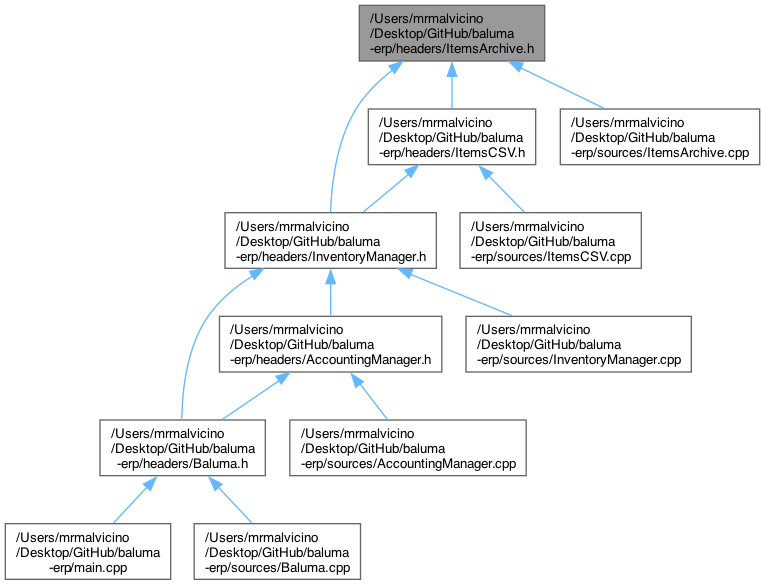 /Users/mrmalvicino
/Desktop/GitHub/baluma
-erp/headers/ItemsArchive.h
/Users/mrmalvicino
/Desktop/GitHub/baluma
-erp/headers/ItemsCSV.h
/Users/mrmalvicino
/Desktop/GitHub/baluma
-erp/sources/ItemsArchive.cpp
/Users/mrmalvicino
/Desktop/GitHub/baluma
-erp/headers/InventoryManager.h
/Users/mrmalvicino
/Desktop/GitHub/baluma
-erp/sources/ItemsCSV.cpp
/Users/mrmalvicino
/Desktop/GitHub/baluma
-erp/headers/AccountingManager.h
/Users/mrmalvicino
/Desktop/GitHub/baluma
-erp/sources/InventoryManager.cpp
/Users/mrmalvicino
/Desktop/GitHub/baluma
-erp/headers/Baluma.h
/Users/mrmalvicino
/Desktop/GitHub/baluma
-erp/sources/AccountingManager.cpp
/Users/mrmalvicino
/Desktop/GitHub/baluma
-erp/main.cpp
/Users/mrmalvicino
/Desktop/GitHub/baluma
-erp/sources/Baluma.cpp